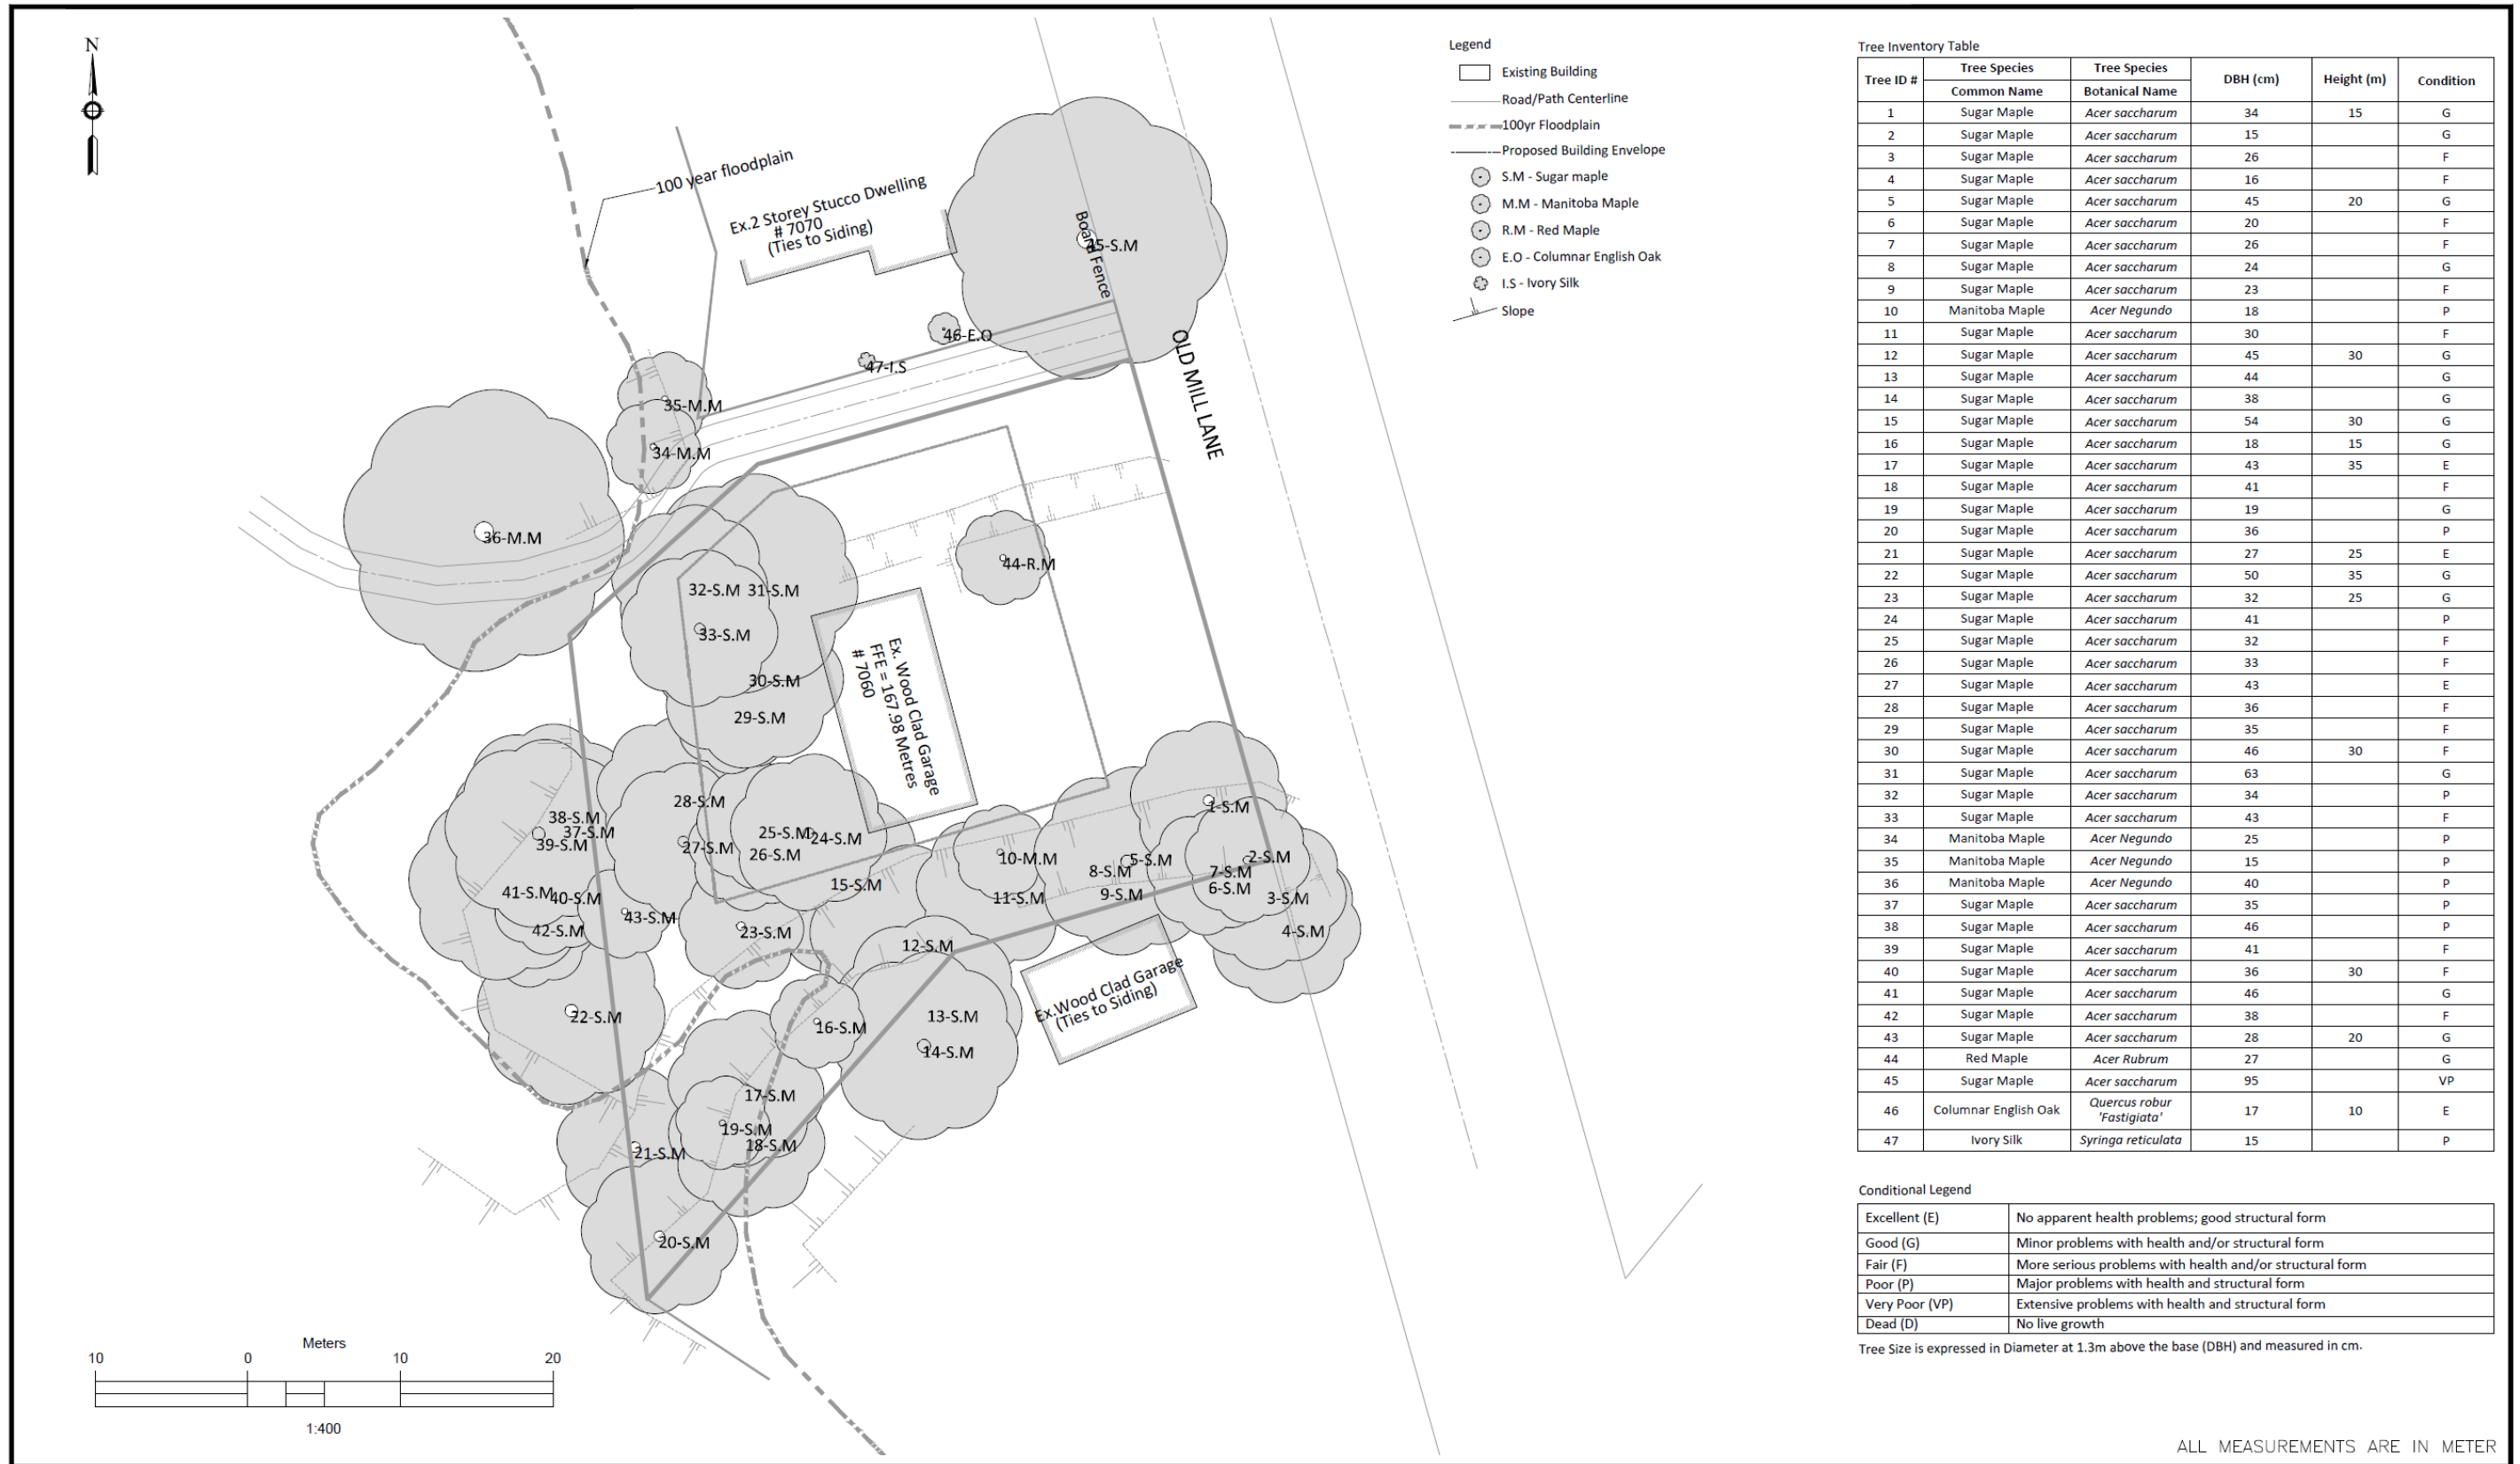 N
100 year floodplain
Ex.2 Storey Stucco Dwelling
# 7070
(Ties to Siding)
Board Fence
45-S.M
46-E.O
47-I.S
OLD MILL LANE
35-M.M
34-M.M
36-M.M
44-R.M
32-S.M
31-S.M
33-S.M
30-S.M
29-S.M
Ex. Wood Clad Garage
FFE = 167.98 Metres
# 7060
28-S.M
1-S.M
38-S.M
37-S.M
39-S.M
25-S.M
24-S.M
27-S.M
26-S.M
10-M.M
5-S.M
2-S.M
8-S.M
7-S.M
15-S.M
6-S.M
41-S.M
40-S.M
11-S.M
9-S.M
3-S.M
43-S.M
42-S.M
23-S.M
12-S.M
4-S.M
Ex.Wood Clad Garage
(Ties to Siding)
22-S.M
16-S.M
13-S.M
14-S.M
17-S.M
19-S.M
18-S.M
21-S.M
20-S.M
Meters
10 0 10 20
1:400
Legend
Existing Building
Road/Path Centerline
100yr Floodplain
Proposed Building Envelope
S.M - Sugar maple
M.M - Manitoba Maple
R.M - Red Maple
E.O - Columnar English Oak
I.S - Ivory Silk
Slope
Tree Inventory Table
Tree ID # Tree Species Tree Species DBH (cm) Height (m) Condition
Common Name Botanical Name
1 Sugar Maple Acer saccharum 34 15 G
2 Sugar Maple Acer saccharum 15 G
3 Sugar Maple Acer saccharum 26 F
4 Sugar Maple Acer saccharum 16 F
5 Sugar Maple Acer saccharum 45 20 G
6 Sugar Maple Acer saccharum 20 F
7 Sugar Maple Acer saccharum 26 F
8 Sugar Maple Acer saccharum 24 G
9 Sugar Maple Acer saccharum 23 F
10 Manitoba Maple Acer Negundo 18 P
11 Sugar Maple Acer saccharum 30 F
12 Sugar Maple Acer saccharum 45 30 G
13 Sugar Maple Acer saccharum 44 G
14 Sugar Maple Acer saccharum 38 G
15 Sugar Maple Acer saccharum 54 30 G
16 Sugar Maple Acer saccharum 18 15 G
17 Sugar Maple Acer saccharum 43 35 E
18 Sugar Maple Acer saccharum 41 F
19 Sugar Maple Acer saccharum 19 G
20 Sugar Maple Acer saccharum 36 P
21 Sugar Maple Acer saccharum 27 25 E
22 Sugar Maple Acer saccharum 50 35 G
23 Sugar Maple Acer saccharum 32 25 G
24 Sugar Maple Acer saccharum 41 P
25 Sugar Maple Acer saccharum 32 F
26 Sugar Maple Acer saccharum 33 F
27 Sugar Maple Acer saccharum 43 E
28 Sugar Maple Acer saccharum 36 F
29 Sugar Maple Acer saccharum 35 F
30 Sugar Maple Acer saccharum 46 30 F
31 Sugar Maple Acer saccharum 63 G
32 Sugar Maple Acer saccharum 34 P
33 Sugar Maple Acer saccharum 43 F
34 Manitoba Maple Acer Negundo 25 P
35 Manitoba Maple Acer Negundo 15 P
36 Manitoba Maple Acer Negundo 40 P
37 Sugar Maple Acer saccharum 35 P
38 Sugar Maple Acer saccharum 46 P
39 Sugar Maple Acer saccharum 41 F
40 Sugar Maple Acer saccharum 36 30 F
41 Sugar Maple Acer saccharum 46 G
42 Sugar Maple Acer saccharum 38 F
43 Sugar Maple Acer saccharum 28 20 G
44 Red Maple Acer Rubrum 27 G
45 Sugar Maple Acer saccharum 95 VP
46 Columnar English Oak Quercus robur 'Fastigiata' 17 10 E
47 Ivory Silk Syringa reticulata 15 P
Conditional Legend
Excellent (E) No apparent health problems; good structural form
Good (G) Minor problems with health and/or structural form
Fair (F) More serious problems with health and/or structural form
Poor (P) Major problems with health and structural form
Very Poor (VP) Extensive problems with health and structural form
Dead (D) No live growth
Tree Size is expressed in Diameter at 1.3m above the base (DBH) and measured in cm.
ALL MEASUREMENTS ARE IN METER